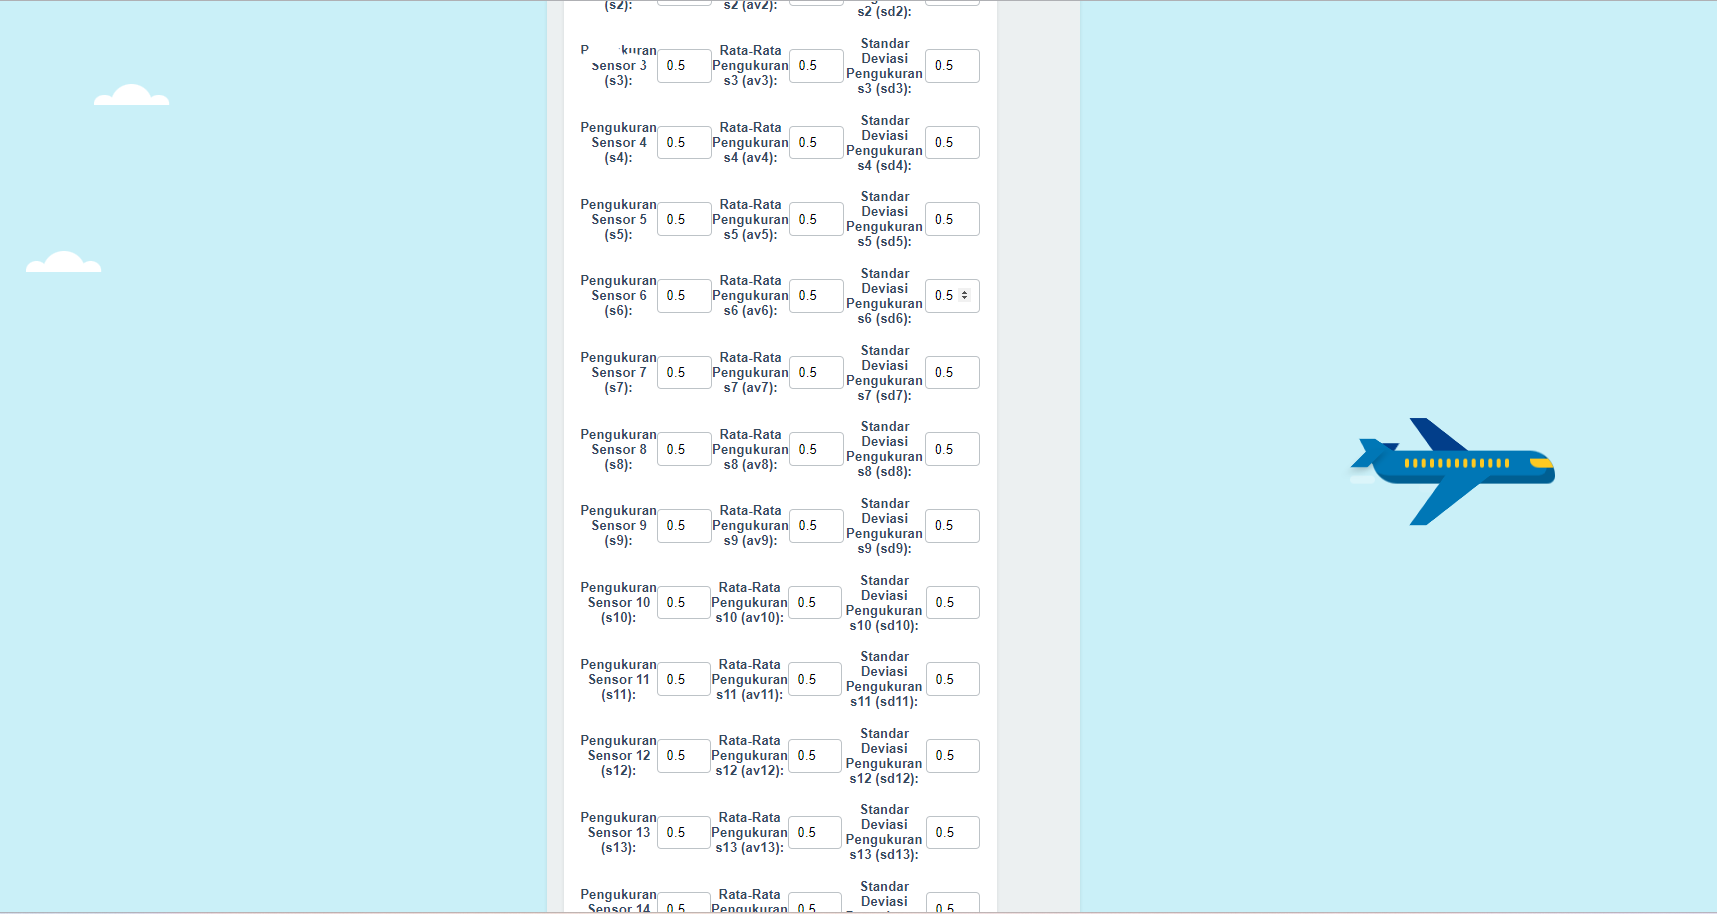 (s2): s2 (av2): s2 (sd2):
Pengukuran Sensor 3 (s3): 0.5 Rata-Rata Pengukuran s3 (av3): 0.5 Standar Deviasi Pengukuran s3 (sd3): 0.5
Pengukuran Sensor 4 (s4): 0.5 Rata-Rata Pengukuran s4 (av4): 0.5 Standar Deviasi Pengukuran s4 (sd4): 0.5
Pengukuran Sensor 5 (s5): 0.5 Rata-Rata Pengukuran s5 (av5): 0.5 Standar Deviasi Pengukuran s5 (sd5): 0.5
Pengukuran Sensor 6 (s6): 0.5 Rata-Rata Pengukuran s6 (av6): 0.5 Standar Deviasi Pengukuran s6 (sd6): 0.5
Pengukuran Sensor 7 (s7): 0.5 Rata-Rata Pengukuran s7 (av7): 0.5 Standar Deviasi Pengukuran s7 (sd7): 0.5
Pengukuran Sensor 8 (s8): 0.5 Rata-Rata Pengukuran s8 (av8): 0.5 Standar Deviasi Pengukuran s8 (sd8): 0.5
Pengukuran Sensor 9 (s9): 0.5 Rata-Rata Pengukuran s9 (av9): 0.5 Standar Deviasi Pengukuran s9 (sd9): 0.5
Pengukuran Sensor 10 (s10): 0.5 Rata-Rata Pengukuran s10 (av10): 0.5 Standar Deviasi Pengukuran s10 (sd10): 0.5
Pengukuran Sensor 11 (s11): 0.5 Rata-Rata Pengukuran s11 (av11): 0.5 Standar Deviasi Pengukuran s11 (sd11): 0.5
Pengukuran Sensor 12 (s12): 0.5 Rata-Rata Pengukuran s12 (av12): 0.5 Standar Deviasi Pengukuran s12 (sd12): 0.5
Pengukuran Sensor 13 (s13): 0.5 Rata-Rata Pengukuran s13 (av13): 0.5 Standar Deviasi Pengukuran s13 (sd13): 0.5
Pengukuran Sensor 14 0.5 Rata-Rata Pengukuran 0.5 Standar Deviasi 0.5